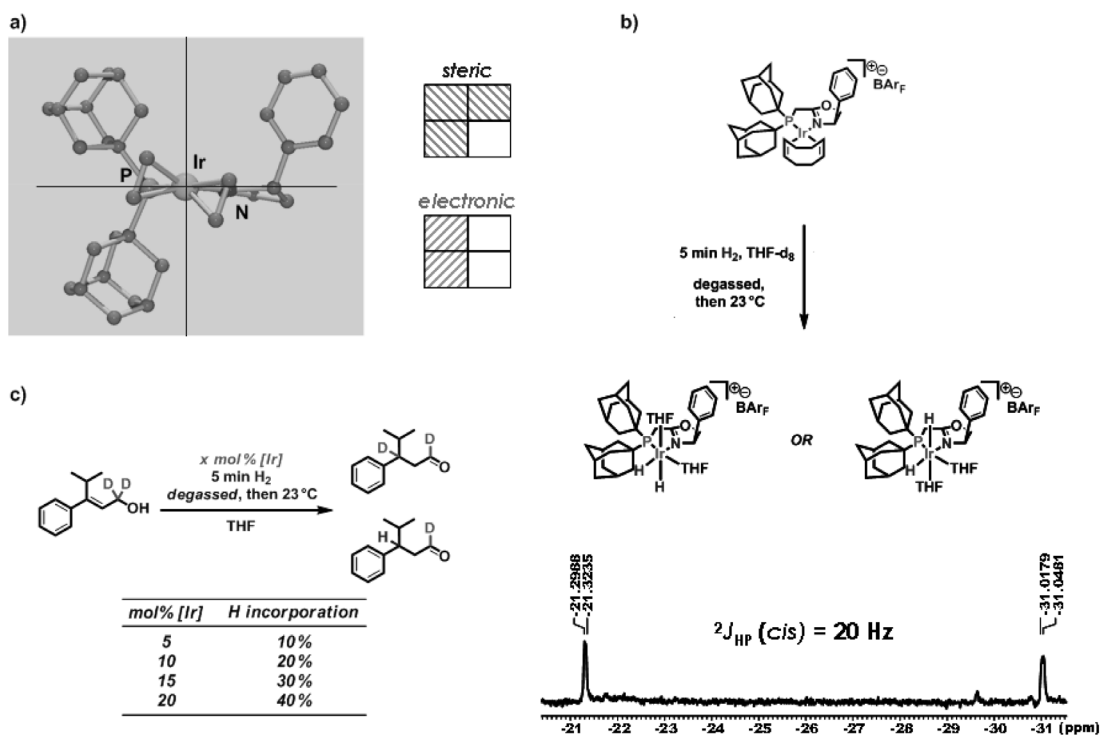 a)
P
Ir
N
steric
electronic
b)
P
O
N
Ir
⊕⊖
BArF
5 min H2, THF-d8
degassed,
then 23 °C
THF
P
O
N
Ir
H
THF
H
⊕⊖
BArF
OR
H
P
O
N
Ir
H
THF
THF
⊕⊖
BArF
c)
D D
OH
x mol% [Ir]
5 min H2
degassed, then 23 °C
THF
D
D
O
H
D
O
mol% [Ir] H incorporation
5 10%
10 20%
15 30%
20 40%
-21.2988
-21.3235
-31.0179
-31.0481
2JHP (cis) = 20 Hz
-21 -22 -23 -24 -25 -26 -27 -28 -29 -30 -31 (ppm)